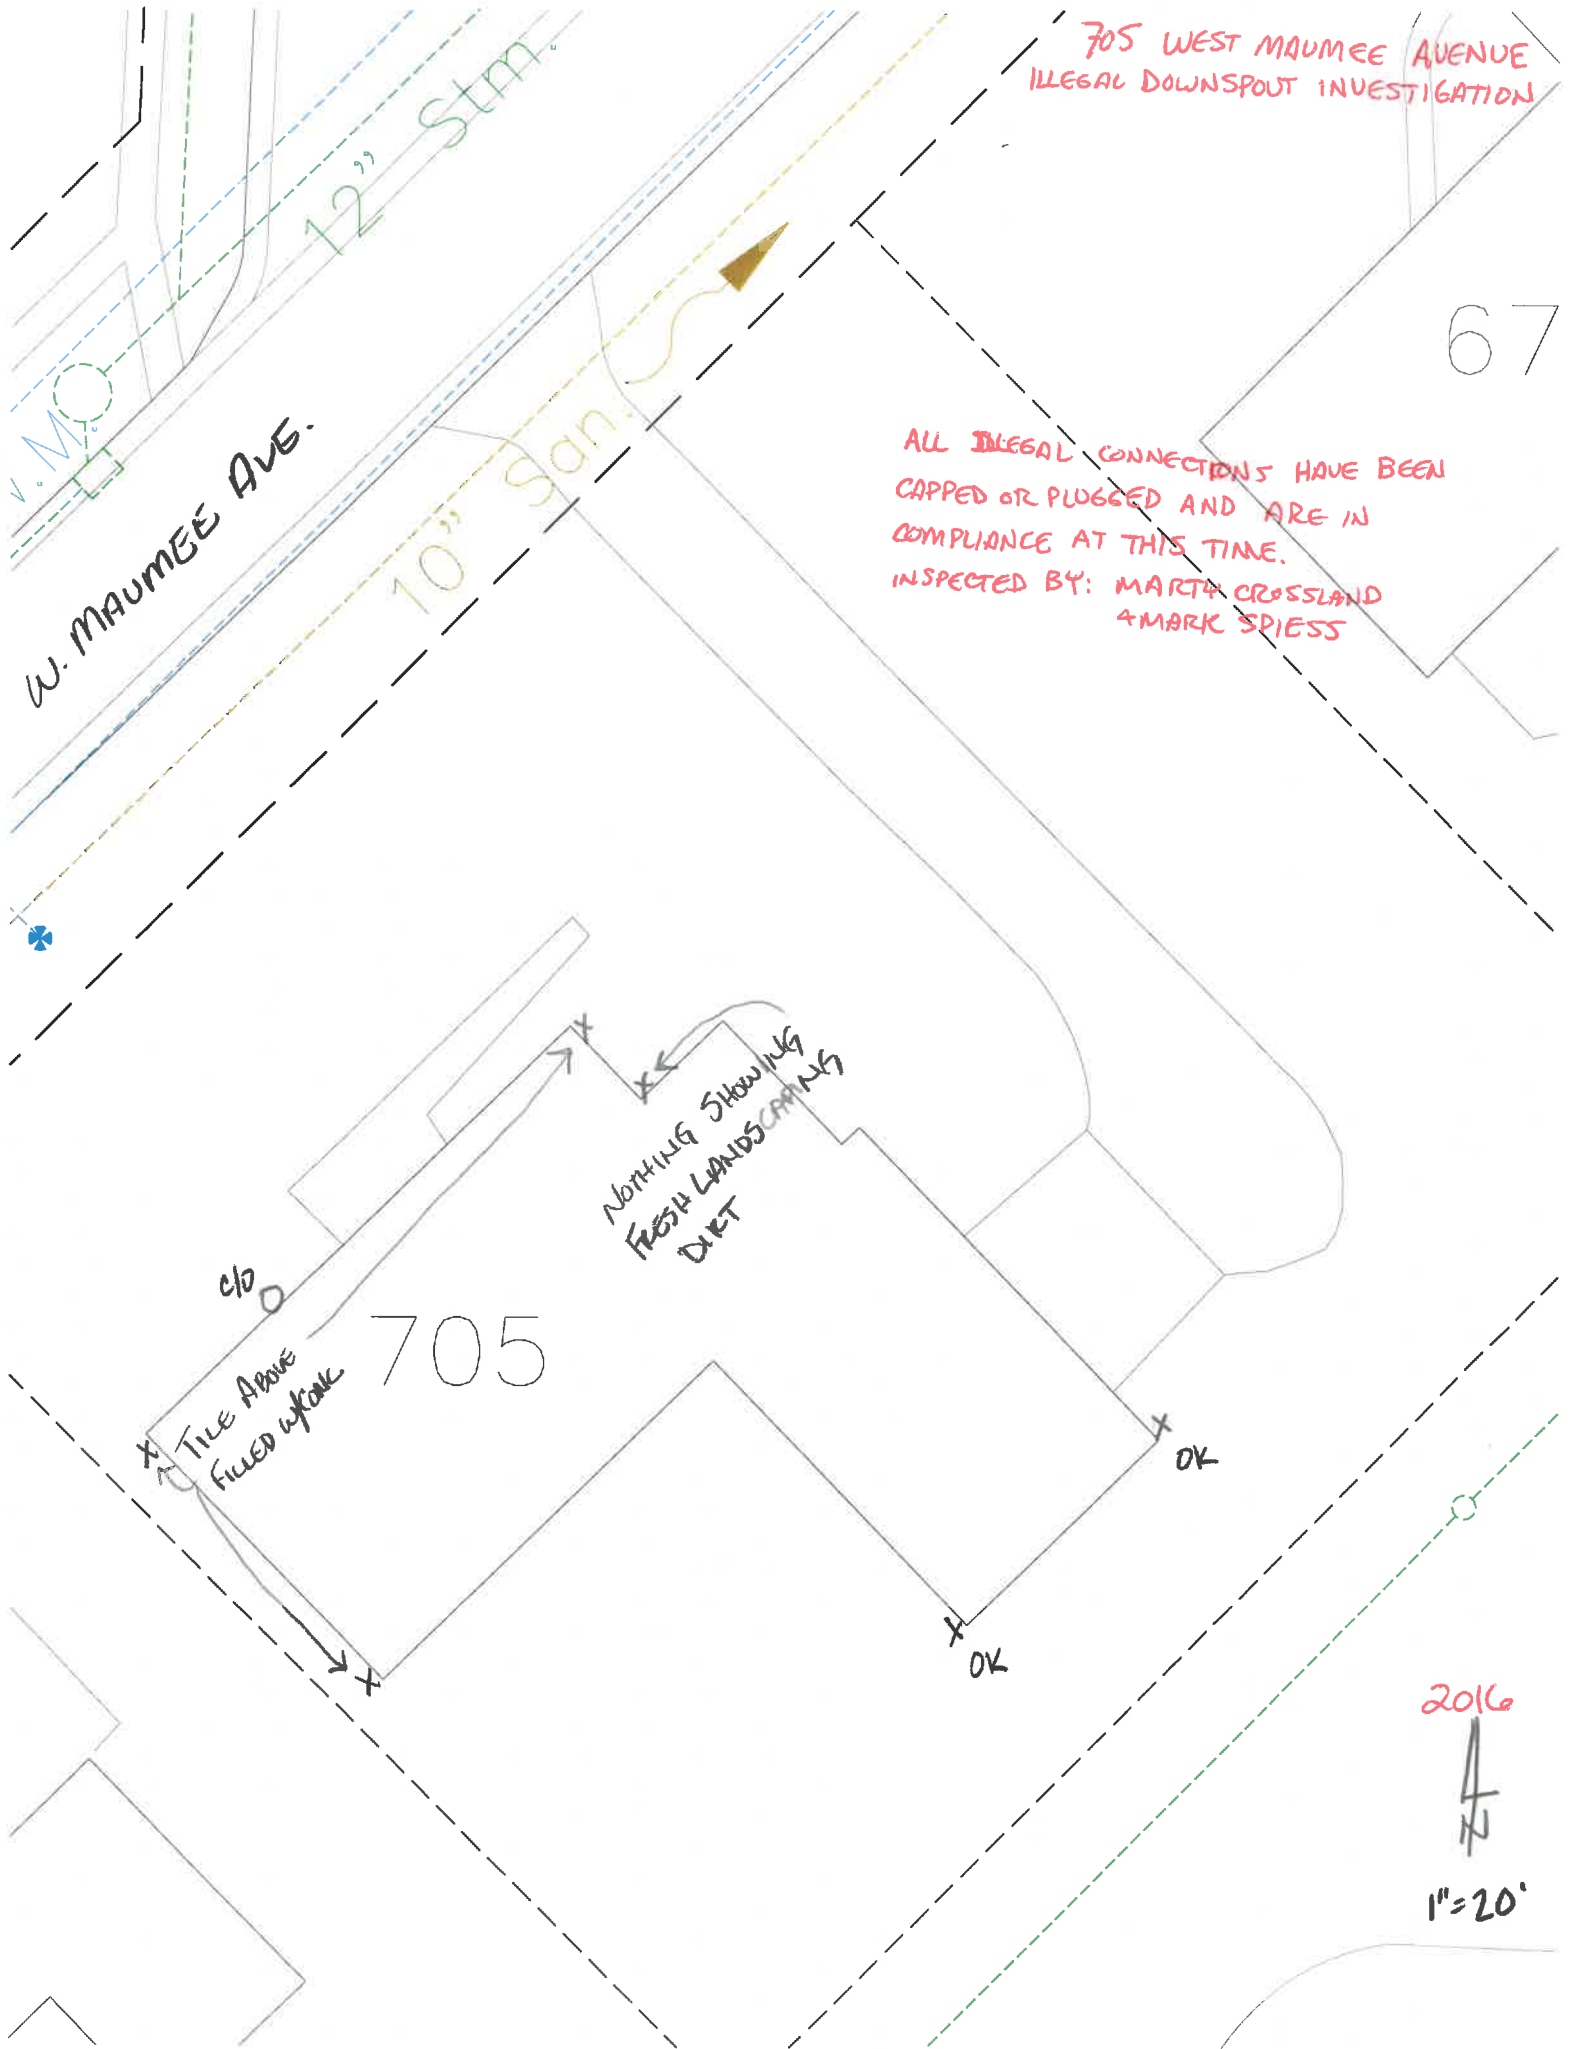 705 WEST MAUMEE AVENUE
ILLEGAL DOWNSPOUT INVESTIGATION
12" Stm.
67
W.M.
W. MAUMEE AVE.
10" San.
ALL ILLEGAL CONNECTIONS HAVE BEEN
CAPPED OR PLUGGED AND ARE IN
COMPLIANCE AT THIS TIME.
INSPECTED BY: MARTY CROSSLAND
& MARK SPIESS
X
X
NOTHING SHOWING
FRESH LANDSCAPING
DIRT
C/O
705
TILE ABOVE
FILLED W/CONC
X
X
OK
X
OK
X
2016
N
1"=20'